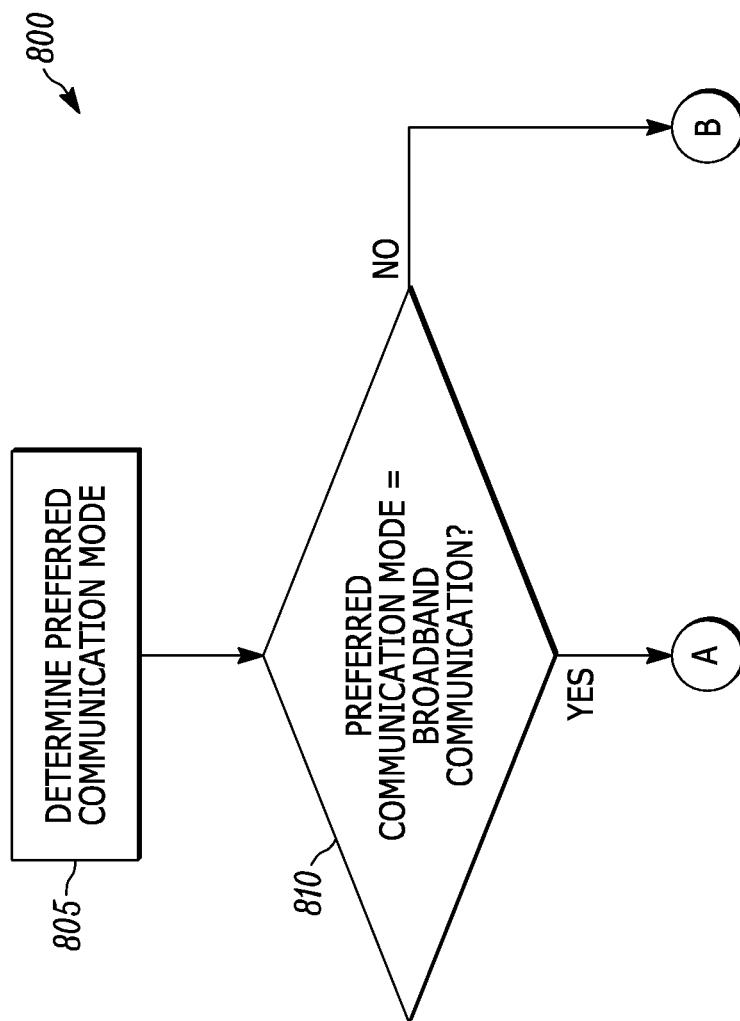 800
DETERMINE PREFERRED
COMMUNICATION MODE
805
810
PREFERRED
COMMUNICATION MODE =
BROADBAND
COMMUNICATION?
NO
YES
A
B